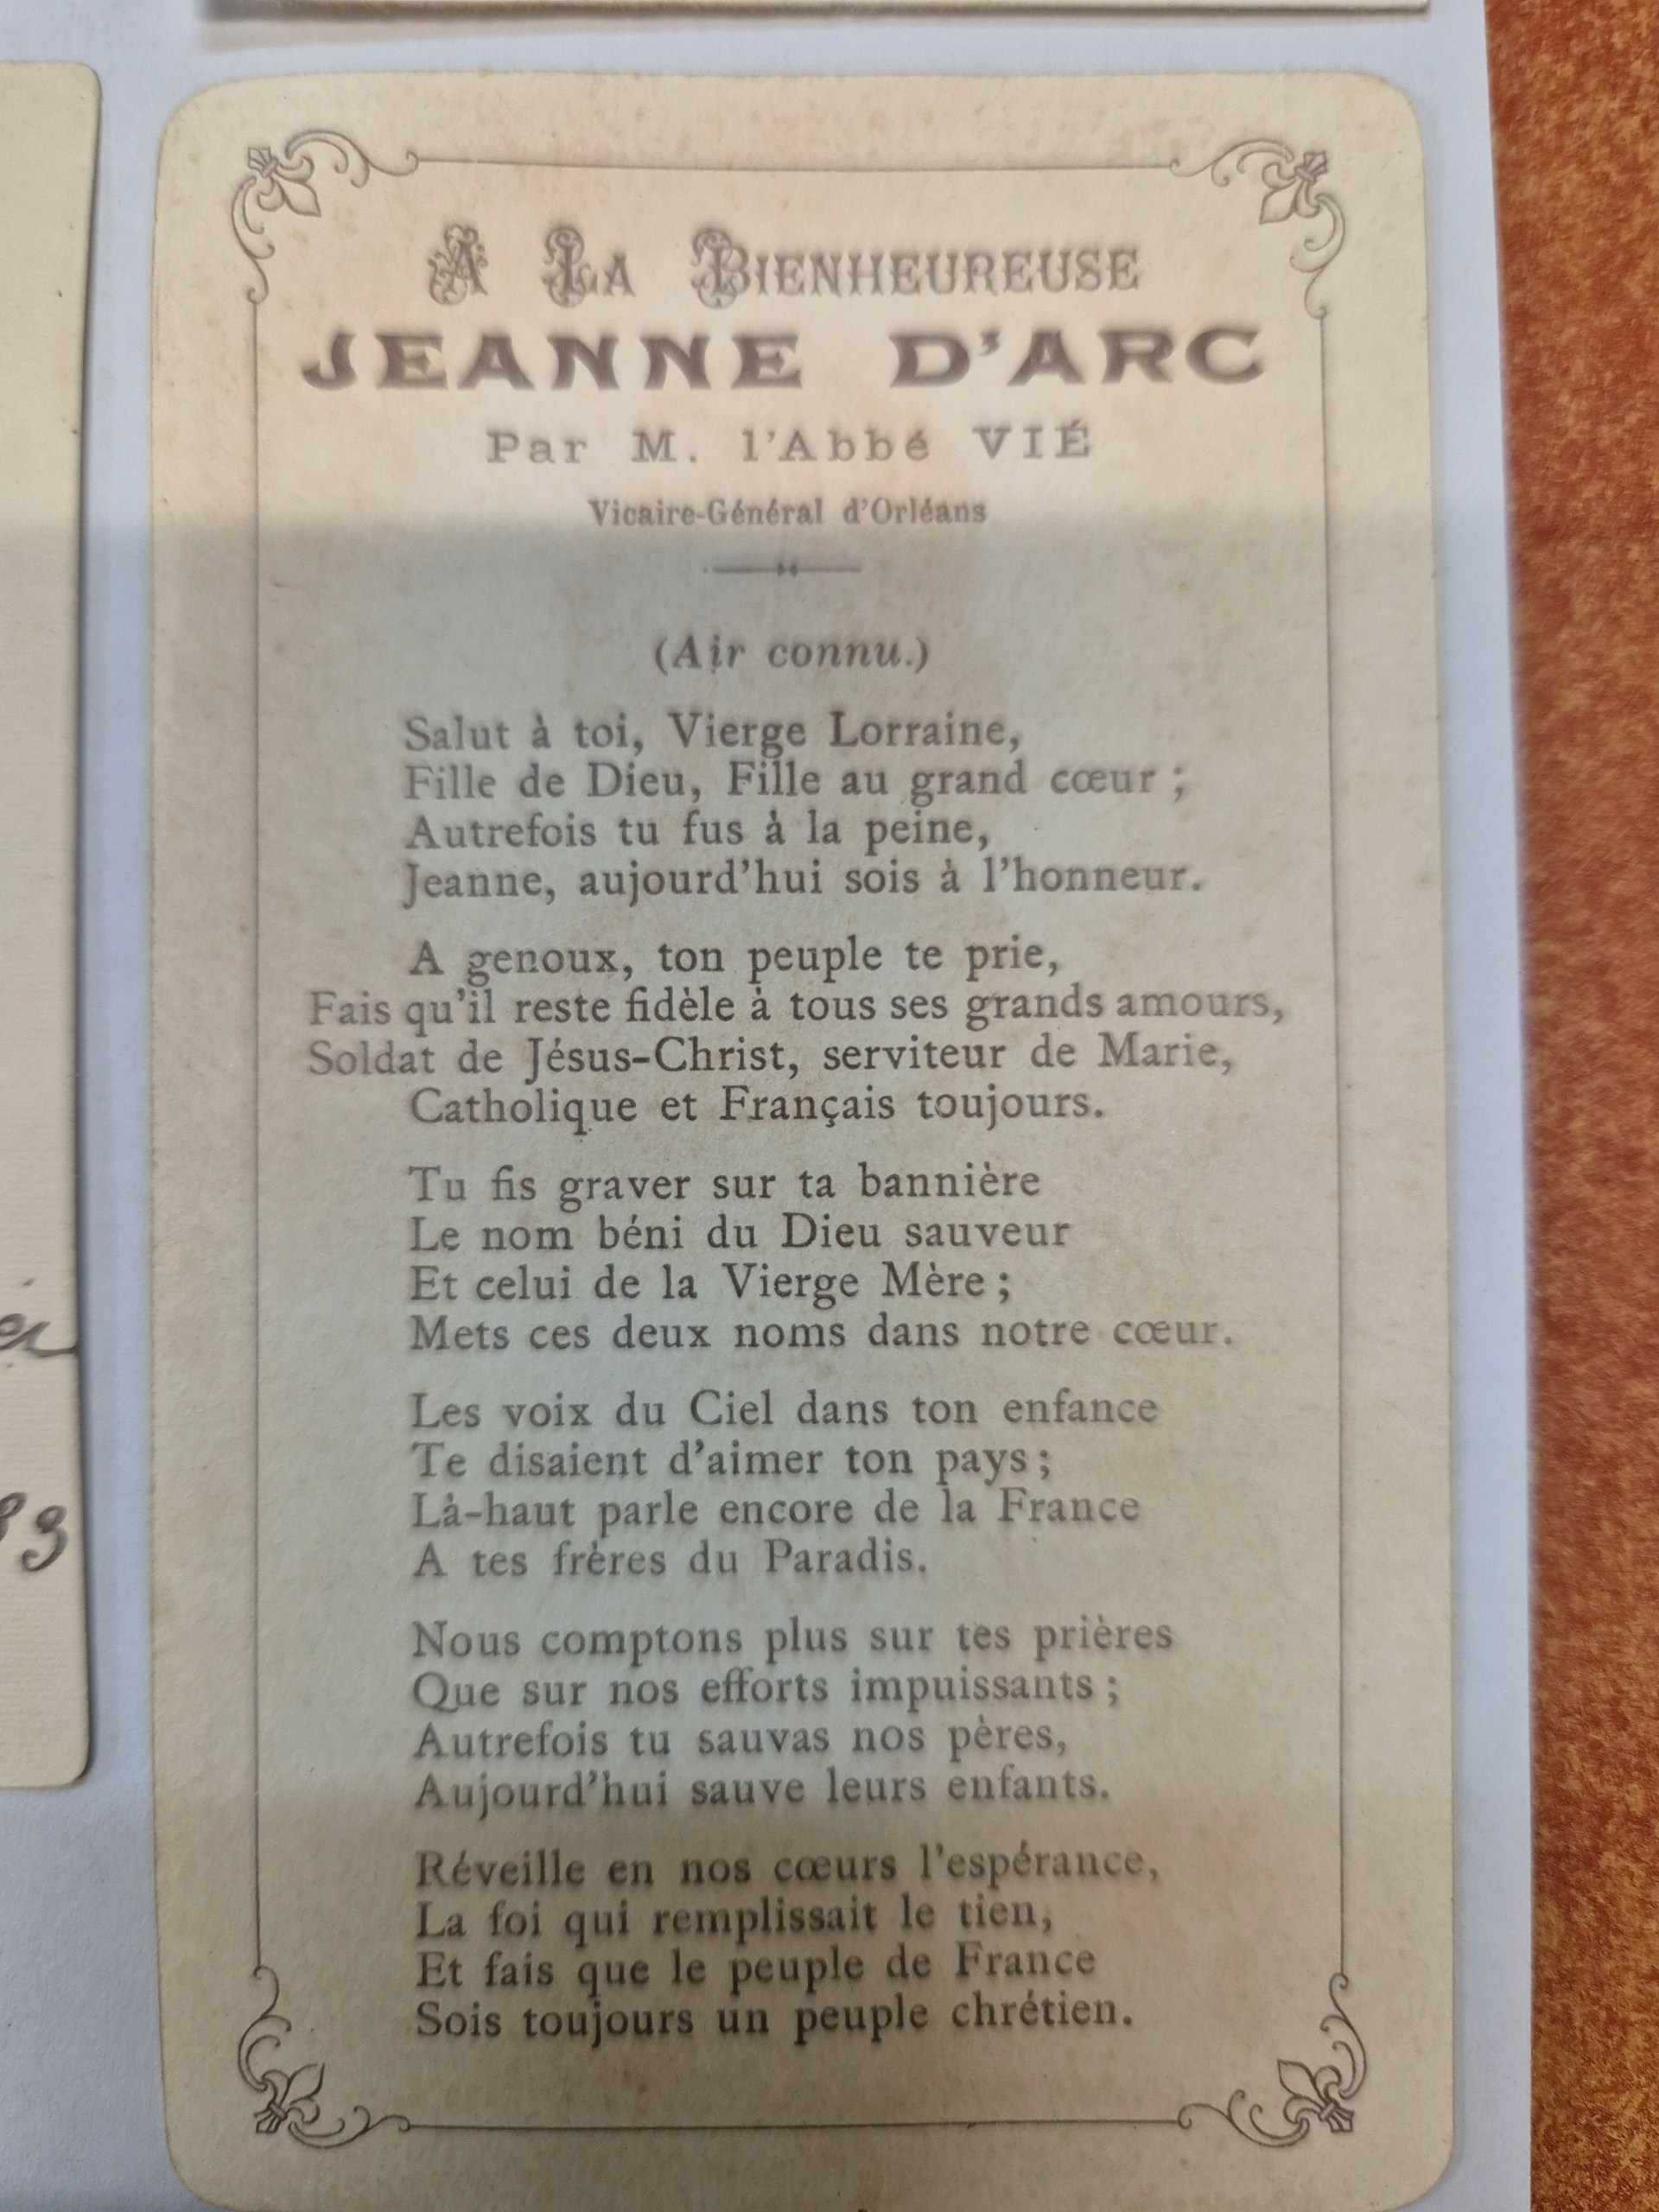 A LA BIENHEUREUSE
JEANNE D'ARC
Par M. l'Abbé VIÉ
Vicaire-Général d'Orléans
(Air connu.)
Salut à toi, Vierge Lorraine,
Fille de Dieu, Fille au grand cœur ;
Autrefois tu fus à la peine,
Jeanne, aujourd'hui sois à l'honneur.
A genoux, ton peuple te prie,
Fais qu'il reste fidèle à tous ses grands amours,
Soldat de Jésus-Christ, serviteur de Marie,
Catholique et Français toujours.
Tu fis graver sur ta bannière
Le nom béni du Dieu sauveur
Et celui de la Vierge Mère ;
Mets ces deux noms dans notre cœur.
Les voix du Ciel dans ton enfance
Te disaient d'aimer ton pays ;
Là-haut parle encore de la France
A tes frères du Paradis.
Nous comptons plus sur tes prières
Que sur nos efforts impuissants ;
Autrefois tu sauvas nos pères,
Aujourd'hui sauve leurs enfants.
Réveille en nos cœurs l'espérance,
La foi qui remplissait le tien,
Et fais que le peuple de France
Sois toujours un peuple chrétien.